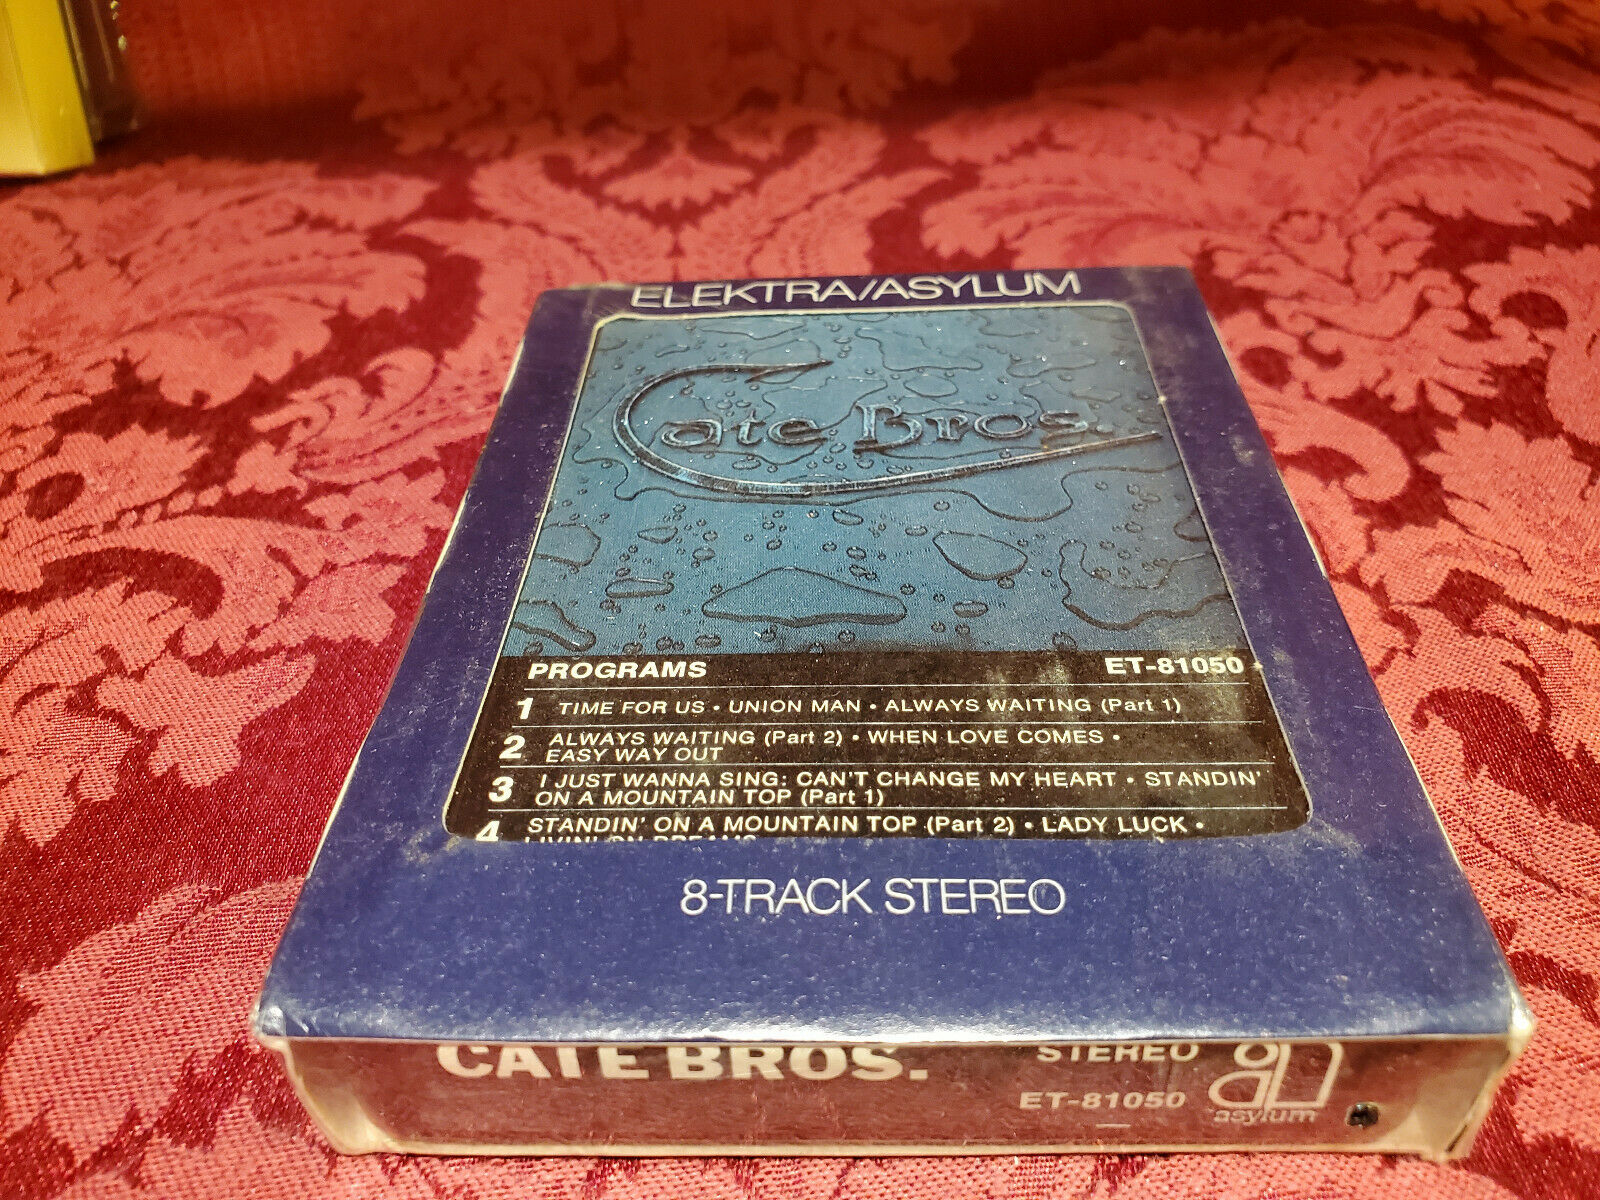 ELEKTRA/ASYLUM
Cate Bros.
PROGRAMS ET-81050
1 TIME FOR US • UNION MAN • ALWAYS WAITING (Part 1)
2 ALWAYS WAITING (Part 2) • WHEN LOVE COMES •
EASY WAY OUT
3 I JUST WANNA SING: CAN'T CHANGE MY HEART • STANDIN'
ON A MOUNTAIN TOP (Part 1)
4 STANDIN' ON A MOUNTAIN TOP (Part 2) • LADY LUCK •
LIVIN' ON DREAMS
8-TRACK STEREO
CATE BROS. STEREO
ET-81050
asylum